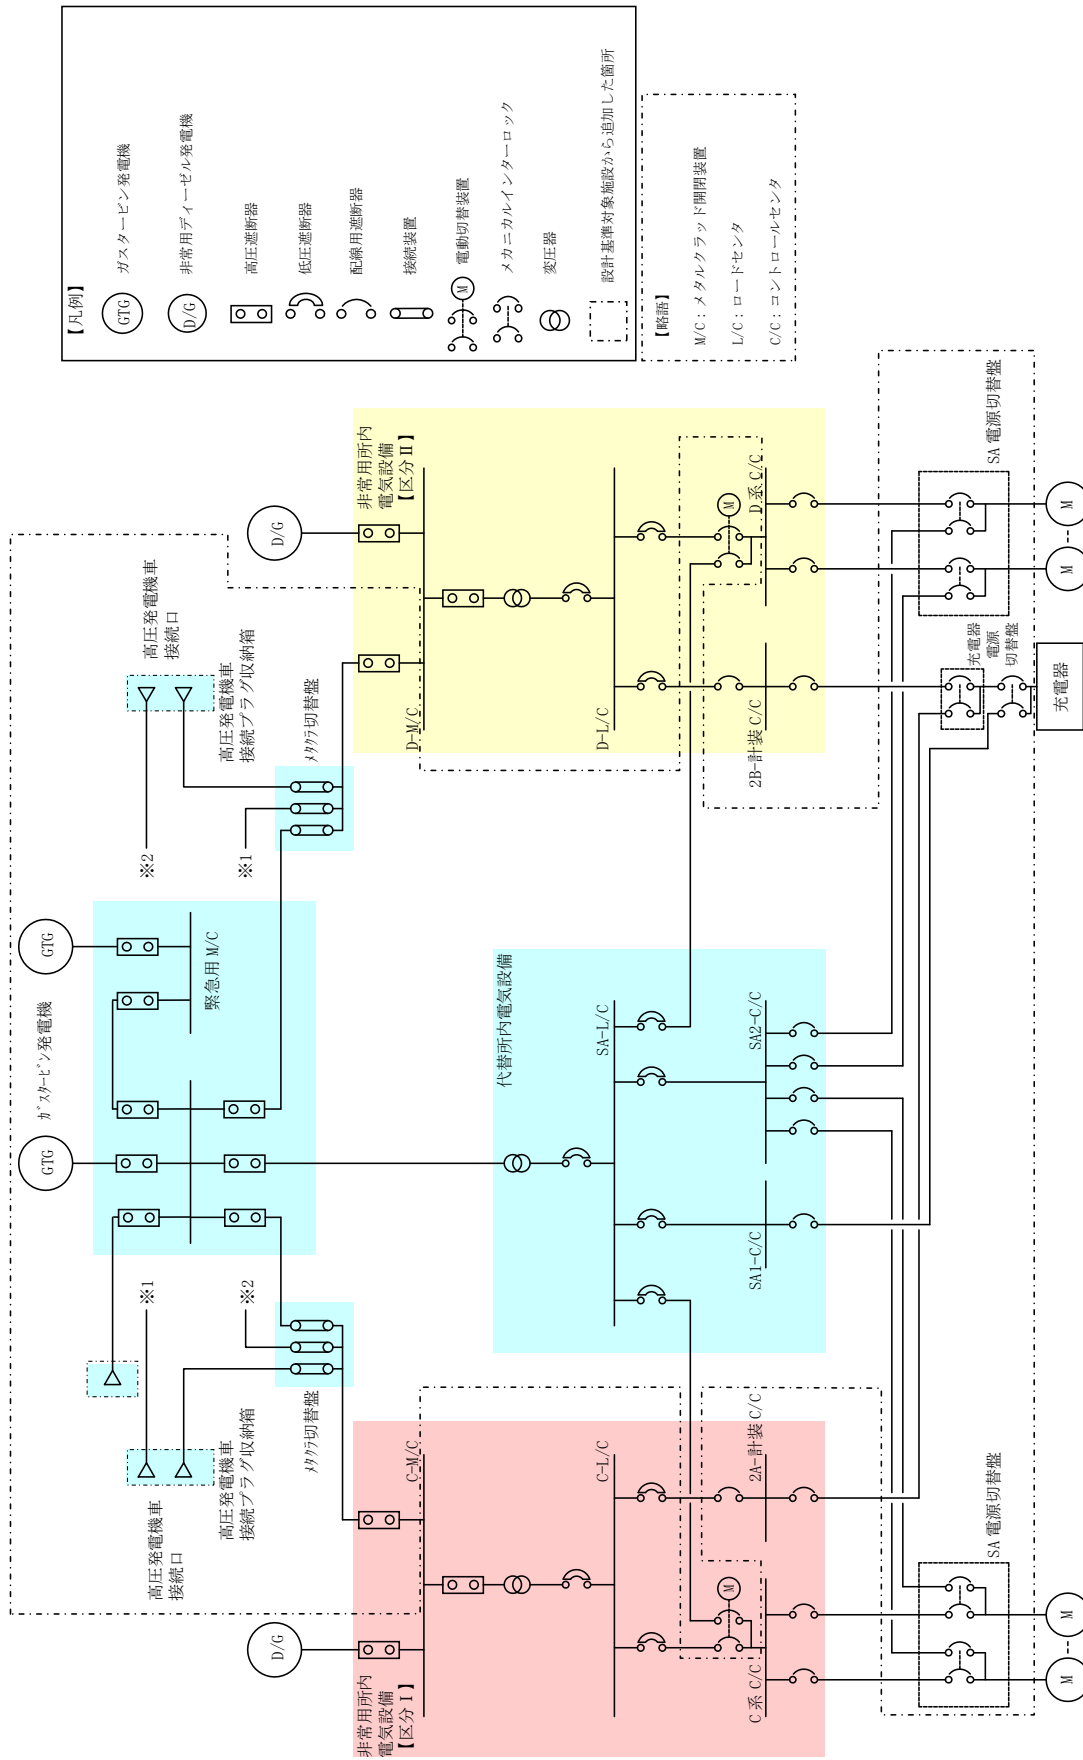 【凡例】
GTG
ガスタービン発電機
D/G
非常用ディーゼル発電機
高圧遮断器
低圧遮断器
配線用遮断器
接続装置
M
電動切替装置
メカニカルインターロック
変圧器
設計基準対象施設から追加した箇所
【略語】
M/C：メタルクラッド開閉装置
L/C：ロードセンタ
C/C：コントロールセンタ
ガスタービン発電機
GTG
GTG
緊急用 M/C
※1
※2
高圧発電機車
接続口
高圧発電機車
接続プラグ収納箱
メタクラ切替盤
高圧発電機車
接続口
高圧発電機車
接続プラグ収納箱
メタクラ切替盤
※2
※1
D/G
非常用所内
電気設備
【区分Ⅰ】
C-M/C
C-L/C
M
C 系 C/C
2A-計装 C/C
代替所内電気設備
SA-L/C
SA1-C/C
SA2-C/C
D/G
非常用所内
電気設備
【区分Ⅱ】
D-M/C
D-L/C
M
D 系 C/C
2B-計装 C/C
SA 電源切替盤
M
M
充電器
電源
切替盤
充電器
SA 電源切替盤
M
M